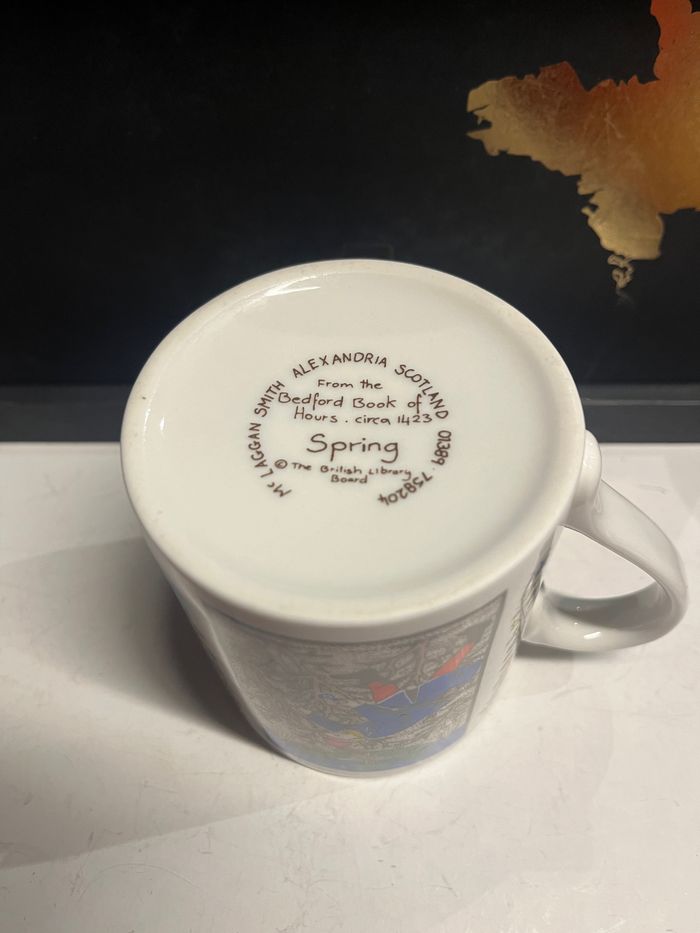 Mc LAGGAN SMITH ALEXANDRIA SCOTLAND 01389 · 758204
From the
Bedford Book of
Hours . circa 1423
Spring
© The British Library
Board